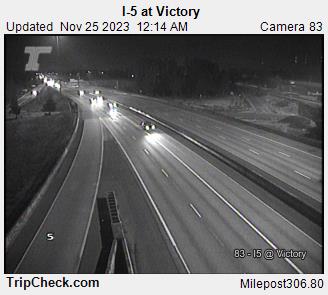 I-5 at Victory
Updated Nov 25 2023 12:14 AM Camera 83
T
S
83 - I5 @ Victory
TripCheck.com Milepost306.80